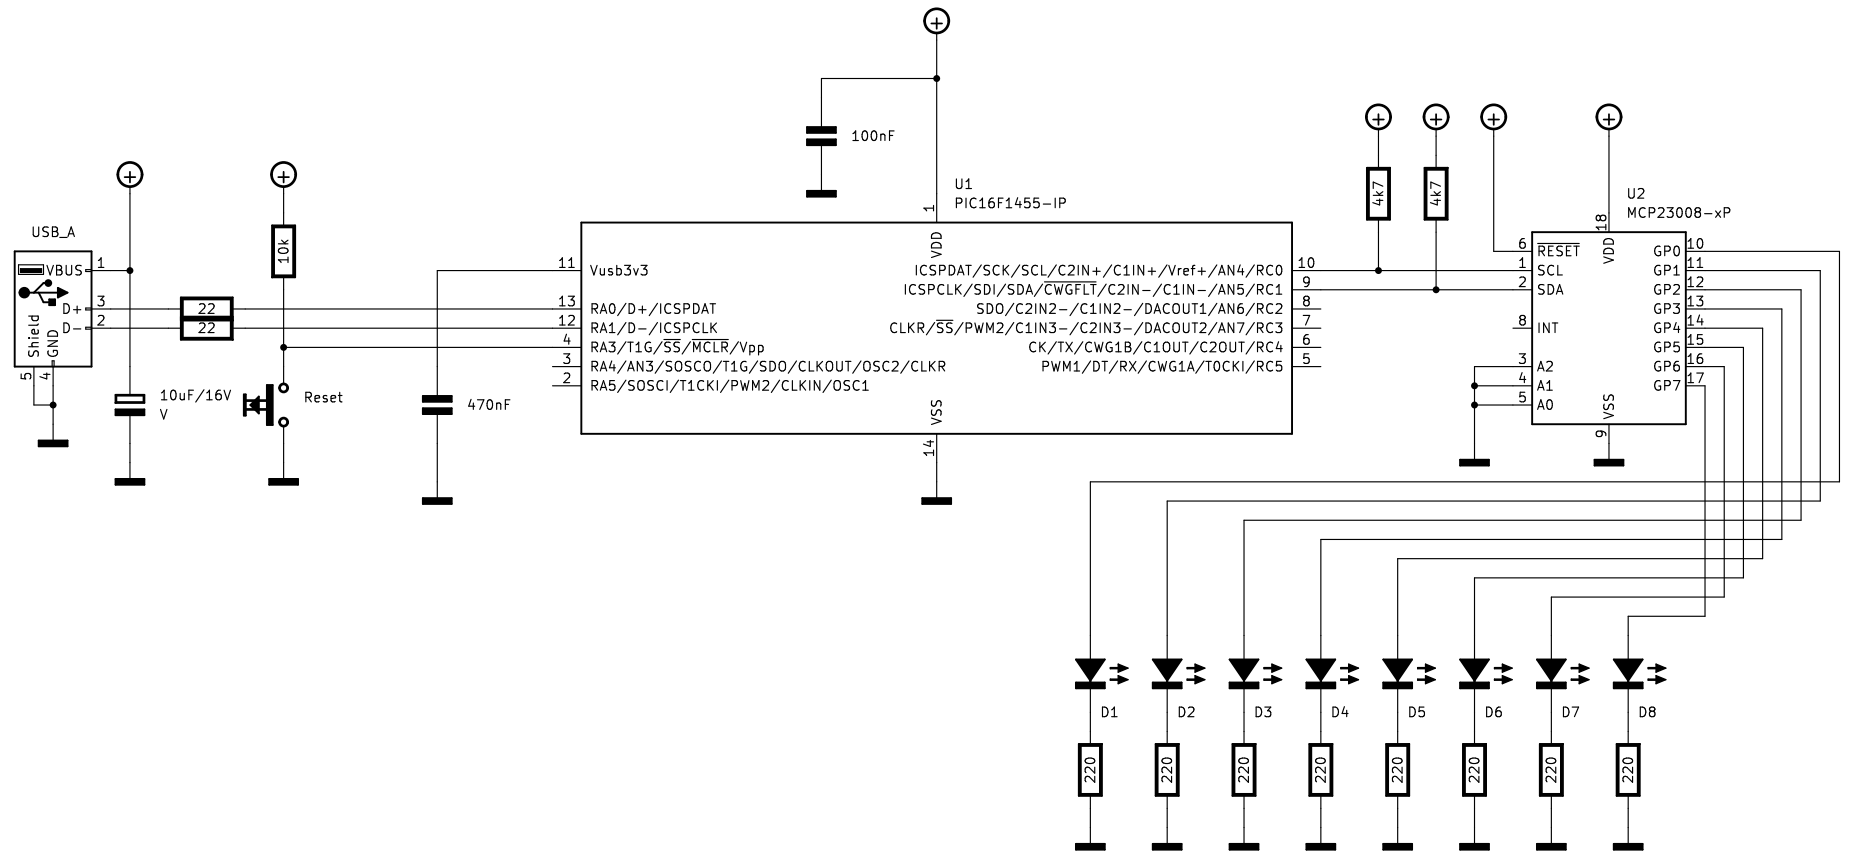 USB_A
VBUS
1
D+
3
D-
2
Shield
GND
5
4
22
22
10k
10uF/16V
V
Reset
470nF
100nF
U1
PIC16F1455-IP
1
VDD
11
Vusb3v3
13
RA0/D+/ICSPDAT
12
RA1/D-/ICSPCLK
4
RA3/T1G/SS/MCLR/Vpp
3
RA4/AN3/SOSCO/T1G/SDO/CLKOUT/OSC2/CLKR
2
RA5/SOSCI/T1CKI/PWM2/CLKIN/OSC1
ICSPDAT/SCK/SCL/C2IN+/C1IN+/Vref+/AN4/RC0
10
ICSPCLK/SDI/SDA/CWGFLT/C2IN-/C1IN-/AN5/RC1
9
SDO/C2IN2-/C1IN2-/DACOUT1/AN6/RC2
8
CLKR/SS/PWM2/C1IN3-/C2IN3-/DACOUT2/AN7/RC3
7
CK/TX/CWG1B/C1OUT/C2OUT/RC4
6
PWM1/DT/RX/CWG1A/T0CKI/RC5
5
VSS
14
4k7
4k7
U2
MCP23008-xP
18
VDD
6
RESET
1
SCL
2
SDA
8
INT
3
A2
4
A1
5
A0
VSS
9
GP0
10
GP1
11
GP2
12
GP3
13
GP4
14
GP5
15
GP6
16
GP7
17
D1
D2
D3
D4
D5
D6
D7
D8
220
220
220
220
220
220
220
220